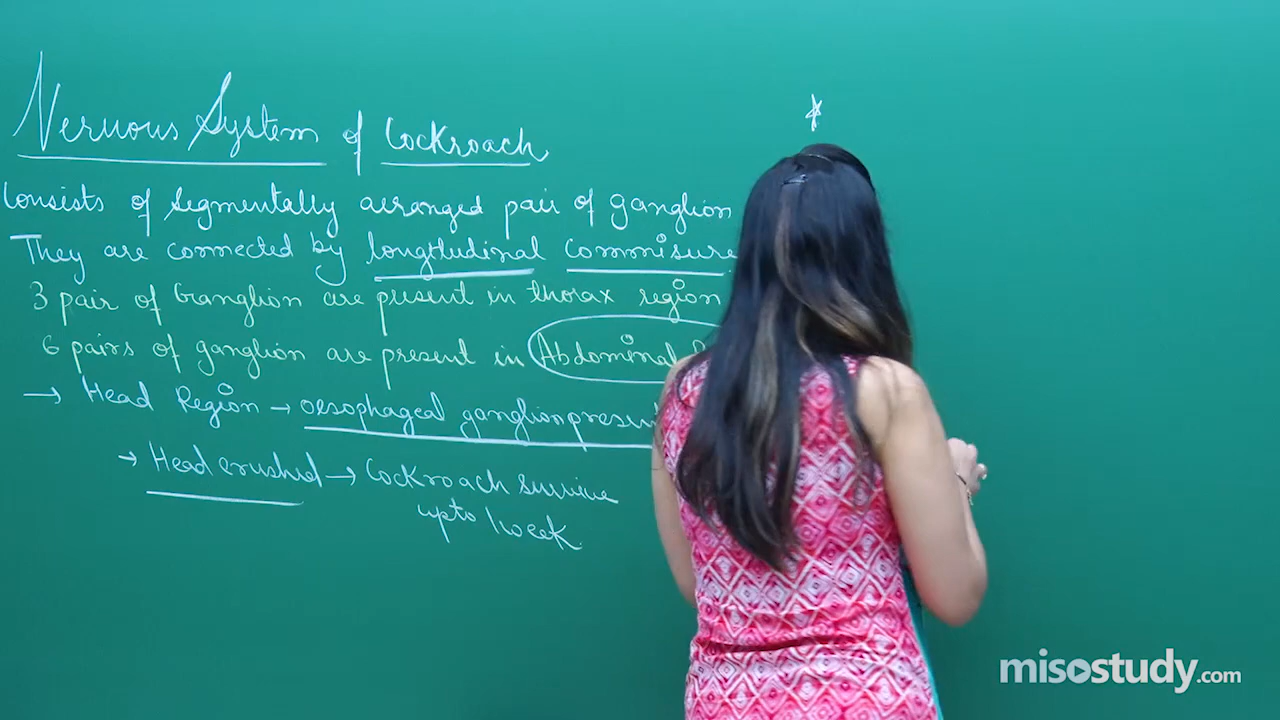 Nervous System of Cockroach
*
Consists of segmentally arranged pair of ganglion
They are connected by longitudinal commisure
3 pair of Ganglion are present in thorax region
6 pairs of ganglion are present in Abdominal
→ Head Region → oesophageal ganglion present
→ Head crushed → Cockroach survive
upto 1 week.
misostudy.com